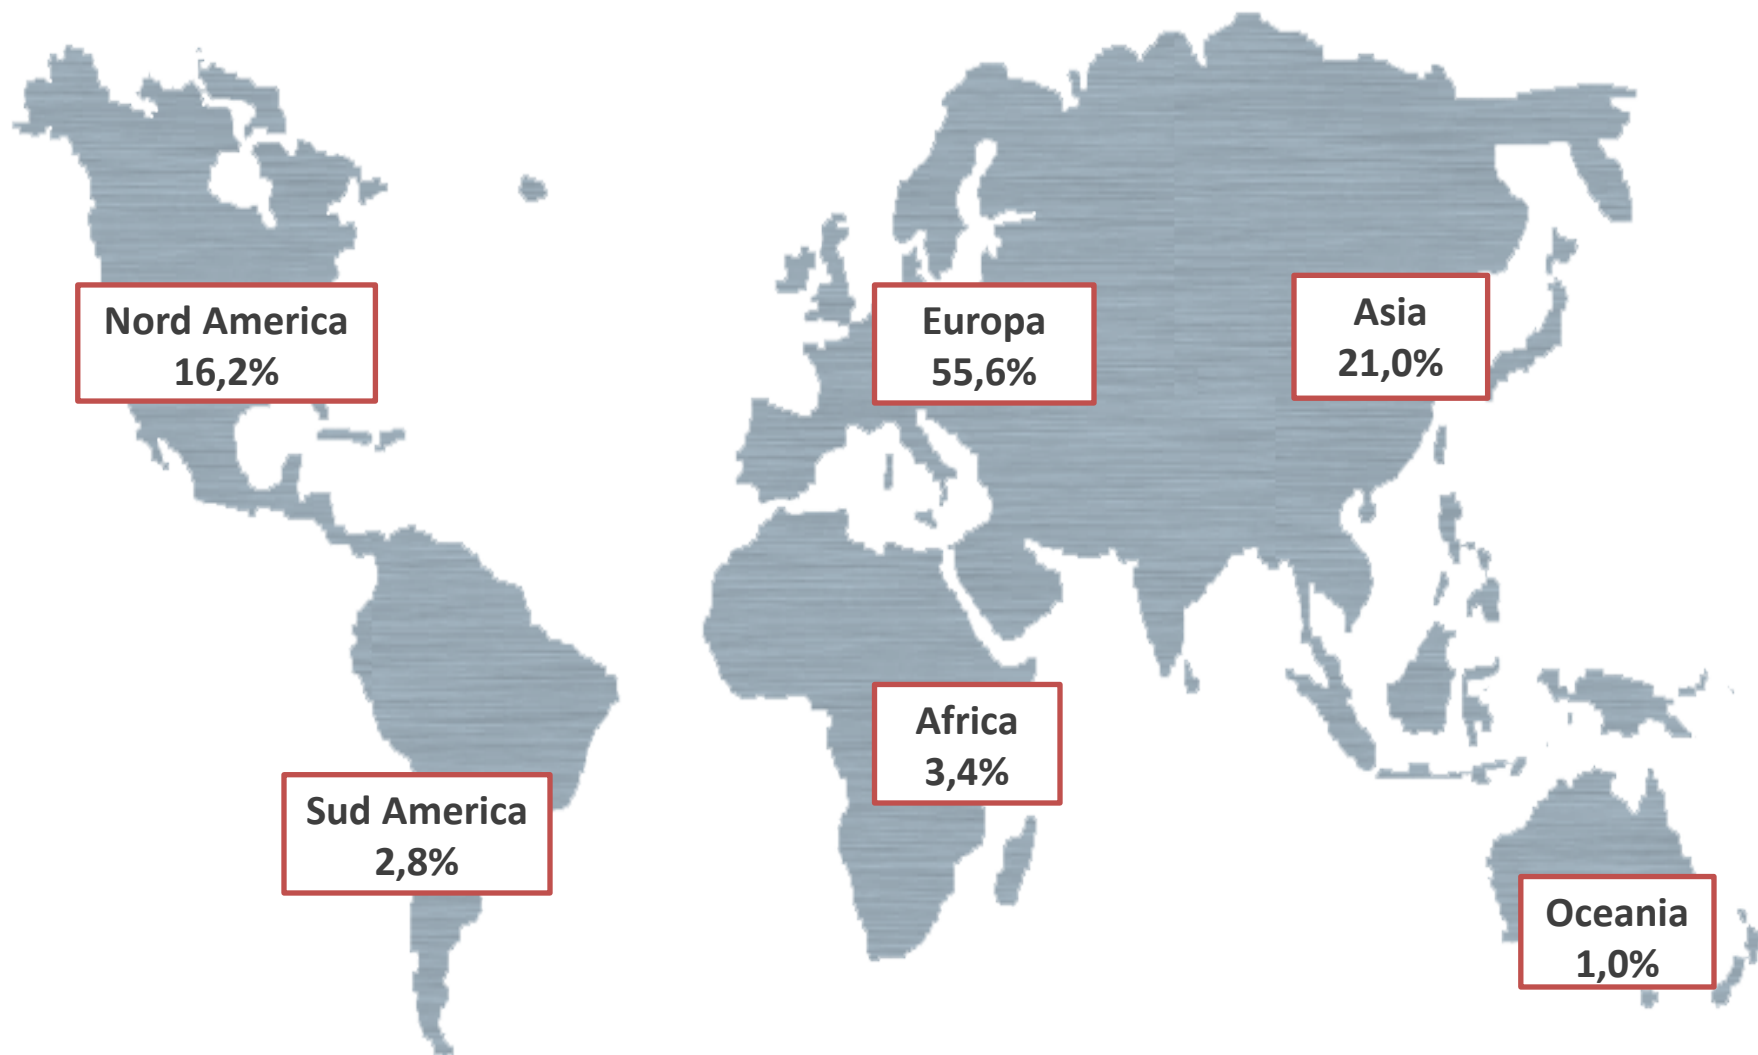 Nord America
16,2%
Europa
55,6%
Asia
21,0%
Africa
3,4%
Sud America
2,8%
Oceania
1,0%